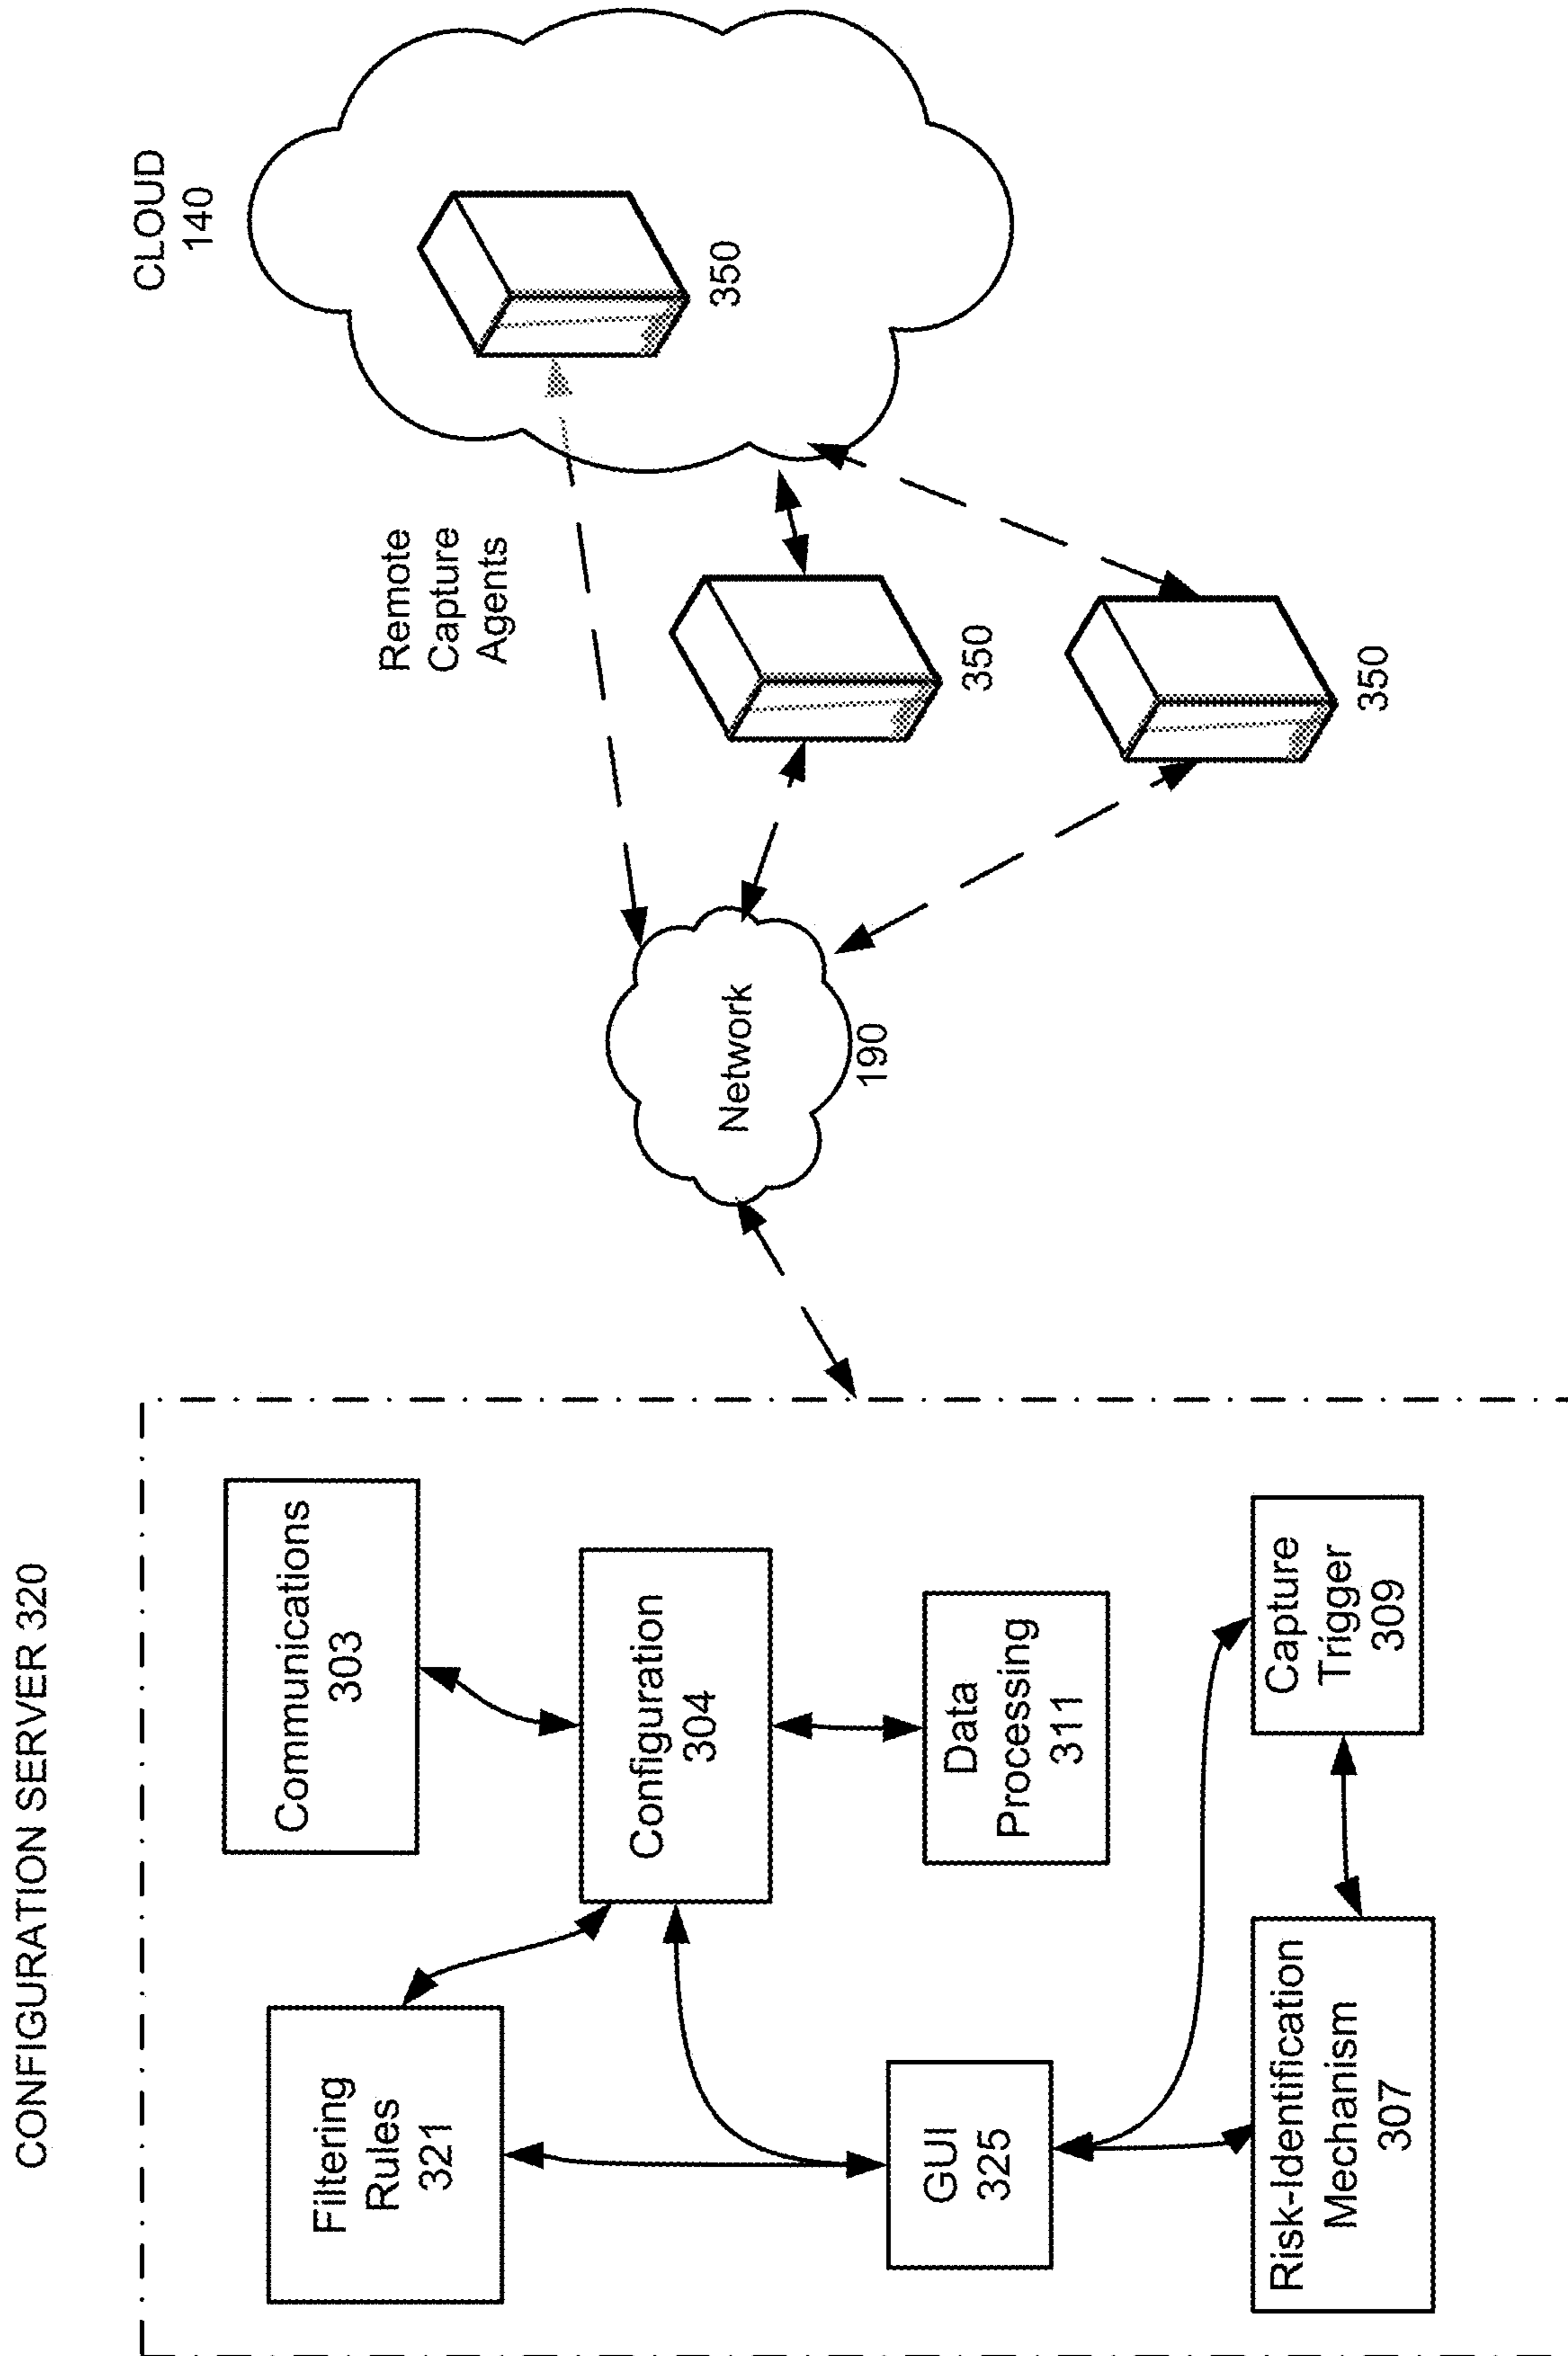 CONFIGURATION SERVER 320
Communications
303
Filtering
Rules
321
Configuration
304
GUI
325
Data
Processing
311
Risk-Identification
Mechanism
307
Capture
Trigger
309
Network
190
Remote
Capture
Agents
350
350
CLOUD
140
350